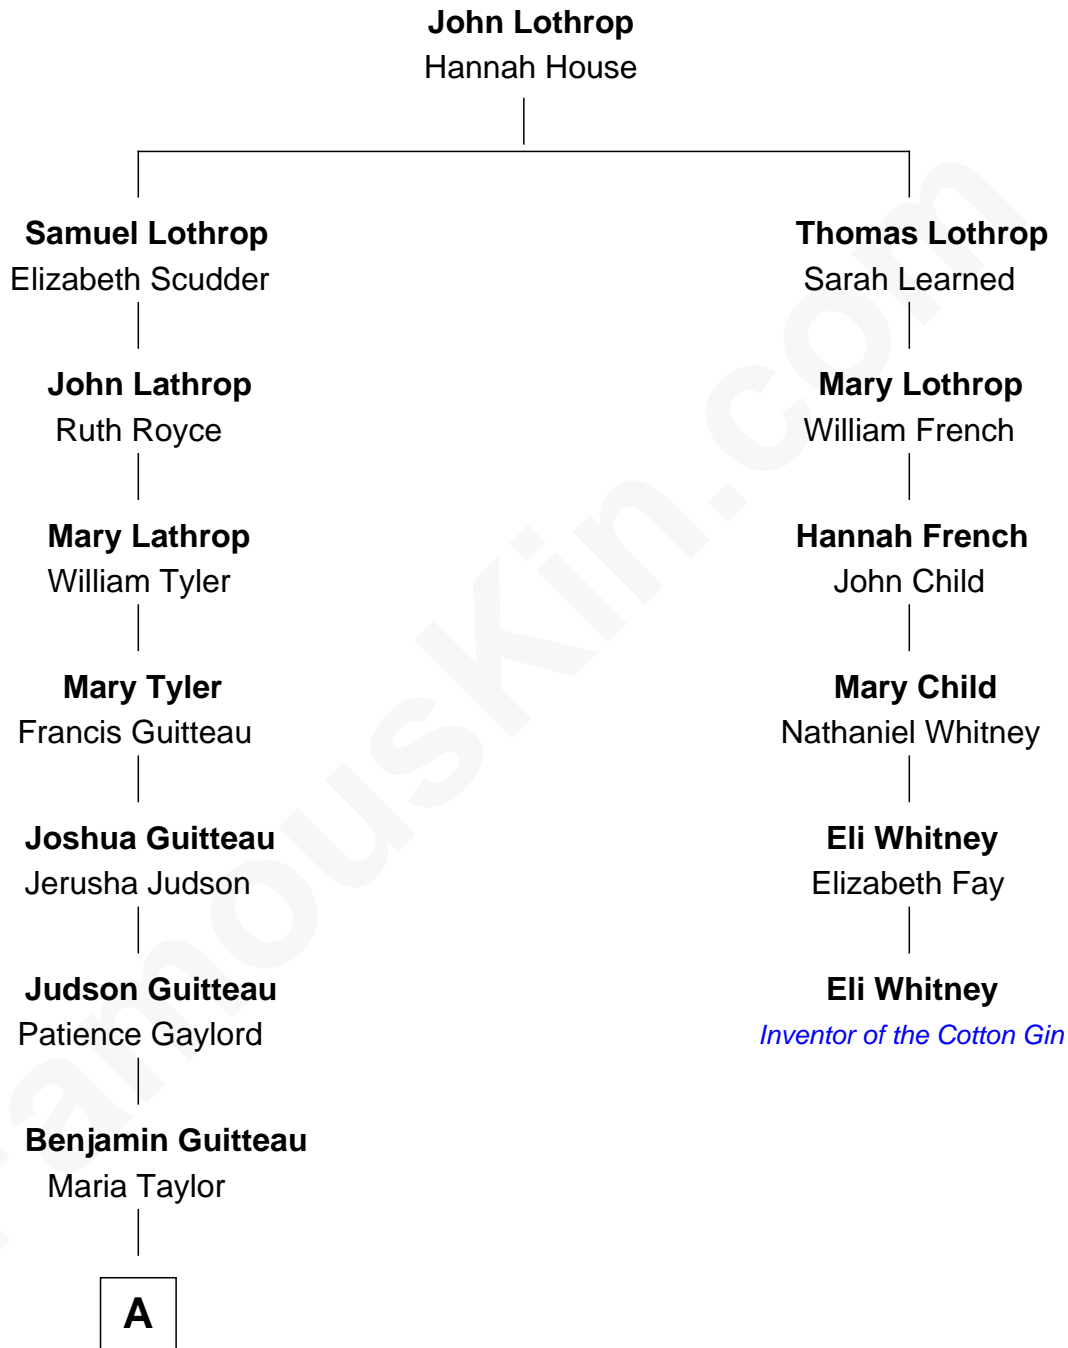 John Lothrop
Hannah House
Samuel Lothrop
Elizabeth Scudder
Thomas Lothrop
Sarah Learned
John Lathrop
Ruth Royce
Mary Lothrop
William French
Mary Lathrop
William Tyler
Hannah French
John Child
Mary Tyler
Francis Guitteau
Mary Child
Nathaniel Whitney
Joshua Guitteau
Jerusha Judson
Eli Whitney
Elizabeth Fay
Judson Guitteau
Patience Gaylord
Eli Whitney
Inventor of the Cotton Gin
Benjamin Guitteau
Maria Taylor
A
FamousKin.com